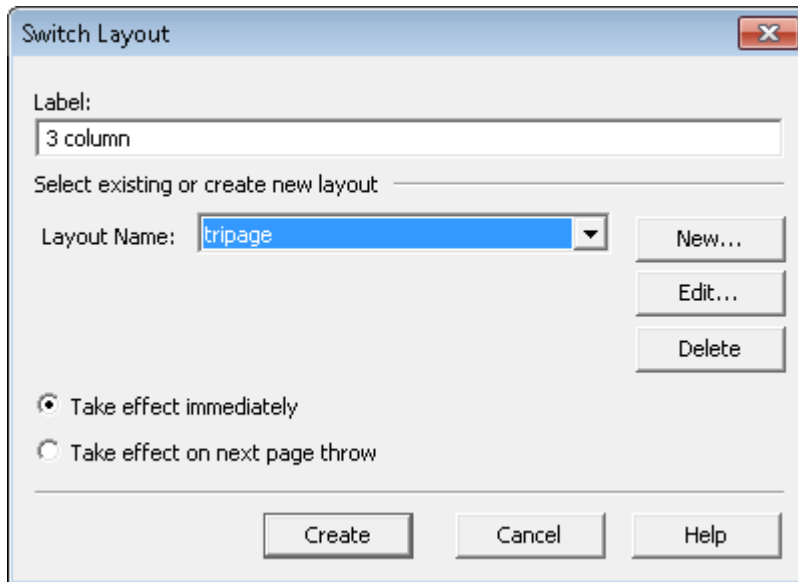 Switch Layout
Label:
3 column
Select existing or create new layout
Layout Name: tripage New...
Edit...
Delete
Take effect immediately
Take effect on next page throw
Create Cancel Help